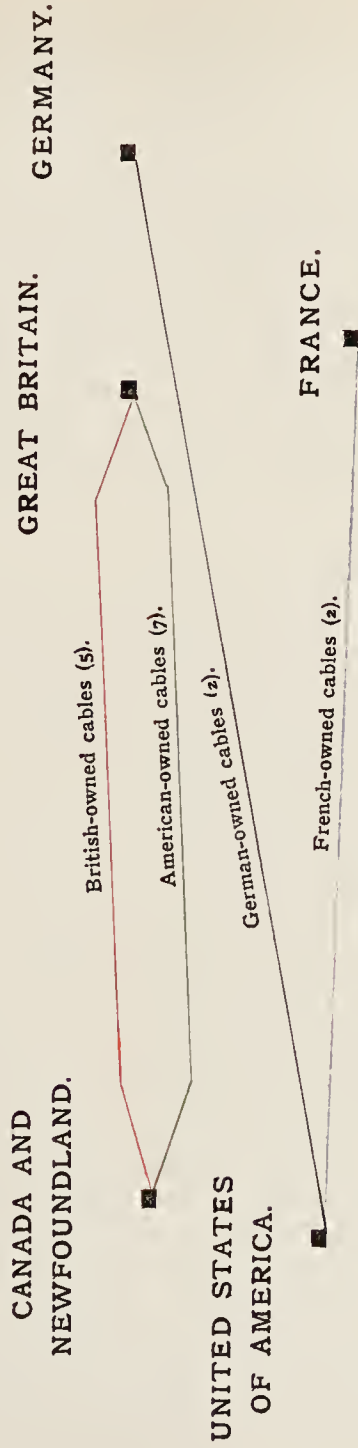 CANADA AND
NEWFOUNDLAND.
GREAT BRITAIN.
GERMANY.
British-owned cables (5).
American-owned cables (7).
German-owned cables (2).
UNITED STATES
OF AMERICA.
FRANCE.
French-owned cables (2).